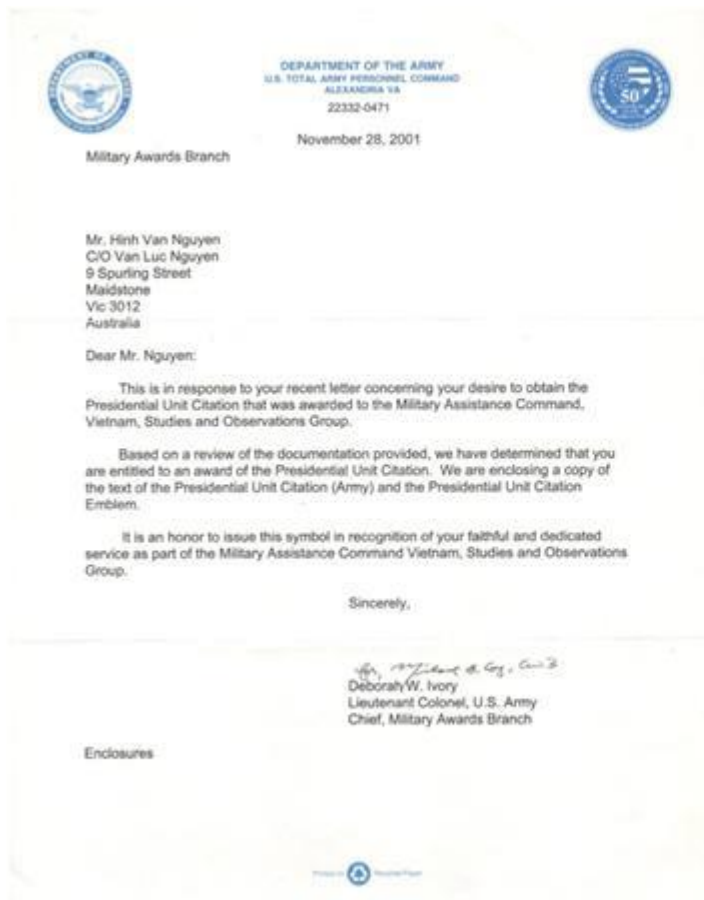 DEPARTMENT OF THE ARMY
U.S. TOTAL ARMY PERSONNEL COMMAND
ALEXANDRIA VA
22332-0471
November 28, 2001
Military Awards Branch
Mr. Hinh Van Nguyen
C/O Van Luc Nguyen
9 Spurling Street
Maidstone
Vic 3012
Australia
Dear Mr. Nguyen:
This is in response to your recent letter concerning your desire to obtain the
Presidential Unit Citation that was awarded to the Military Assistance Command,
Vietnam, Studies and Observations Group.
Based on a review of the documentation provided, we have determined that you
are entitled to an award of the Presidential Unit Citation. We are enclosing a copy of
the text of the Presidential Unit Citation (Army) and the Presidential Unit Citation
Emblem.
It is an honor to issue this symbol in recognition of your faithful and dedicated
service as part of the Military Assistance Command Vietnam, Studies and Observations
Group.
Sincerely,
Deborah W. Ivory
Lieutenant Colonel, U.S. Army
Chief, Military Awards Branch
Enclosures
DEPARTMENT OF DEFENSE
50
Recycled Paper